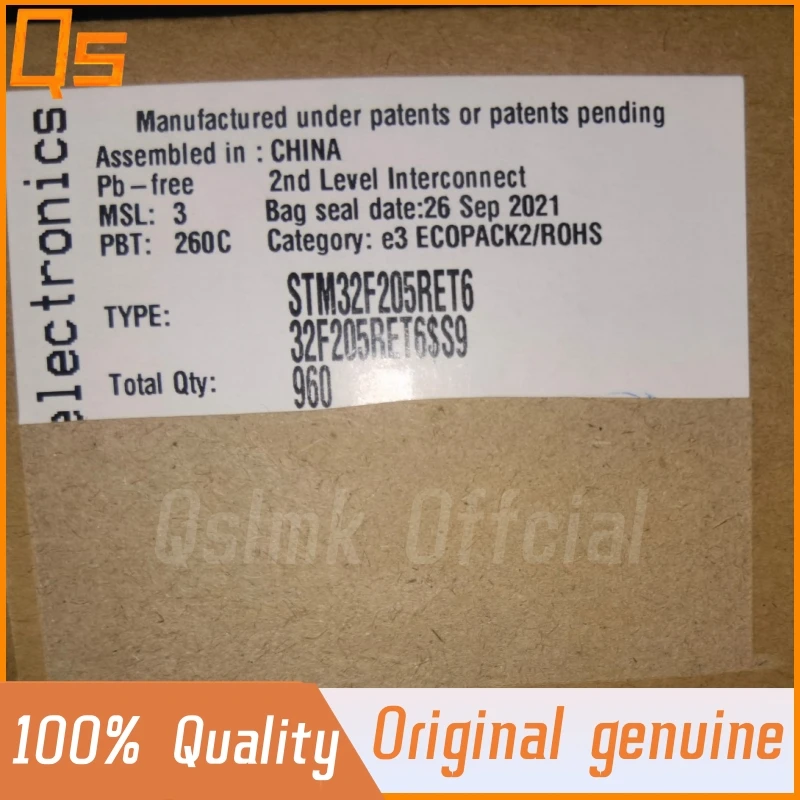 Qs
electronics
Manufactured under patents or patents pending
Assembled in : CHINA
Pb-free 2nd Level Interconnect
MSL: 3 Bag seal date:26 Sep 2021
PBT: 260C Category: e3 ECOPACK2/ROHS
TYPE: STM32F205RET6
32F205RET6$S9
Total Qty: 960
Qslmk Offcial
100% Quality
Original genuine